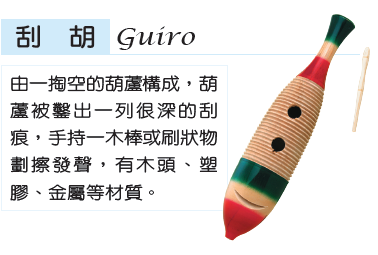 刮胡 Guiro
由一掏空的葫蘆構成，葫
蘆被鑿出一列很深的刮
痕，手持一木棒或刷狀物
劃擦發聲，有木頭、塑
膠、金屬等材質。